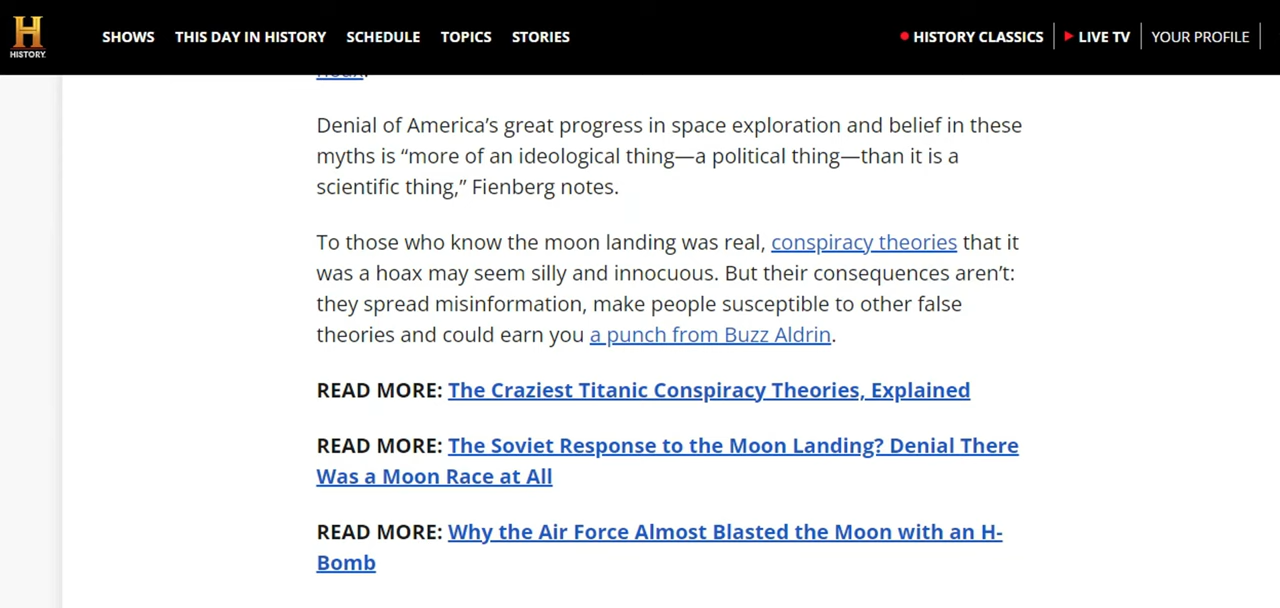 H
HISTORY.
SHOWS THIS DAY IN HISTORY SCHEDULE TOPICS STORIES HISTORY CLASSICS LIVE TV YOUR PROFILE
hoax.
Denial of America’s great progress in space exploration and belief in these
myths is “more of an ideological thing—a political thing—than it is a
scientific thing,” Fienberg notes.
To those who know the moon landing was real, conspiracy theories that it
was a hoax may seem silly and innocuous. But their consequences aren’t:
they spread misinformation, make people susceptible to other false
theories and could earn you a punch from Buzz Aldrin.
READ MORE: The Craziest Titanic Conspiracy Theories, Explained
READ MORE: The Soviet Response to the Moon Landing? Denial There
Was a Moon Race at All
READ MORE: Why the Air Force Almost Blasted the Moon with an H-
Bomb